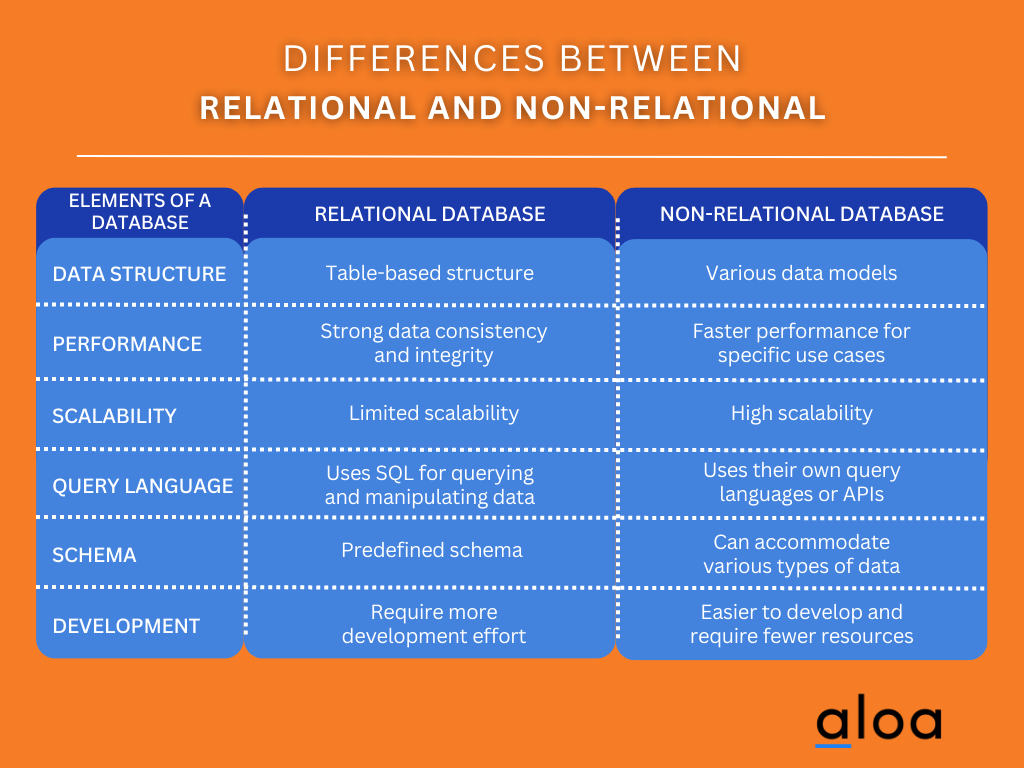 DIFFERENCES BETWEEN
RELATIONAL AND NON-RELATIONAL
ELEMENTS OF A
DATABASE
RELATIONAL DATABASE
NON-RELATIONAL DATABASE
DATA STRUCTURE
Table-based structure
Various data models
PERFORMANCE
Strong data consistency
and integrity
Faster performance for
specific use cases
SCALABILITY
Limited scalability
High scalability
QUERY LANGUAGE
Uses SQL for querying
and manipulating data
Uses their own query
languages or APIs
SCHEMA
Predefined schema
Can accommodate
various types of data
DEVELOPMENT
Require more
development effort
Easier to develop and
require fewer resources
aloa